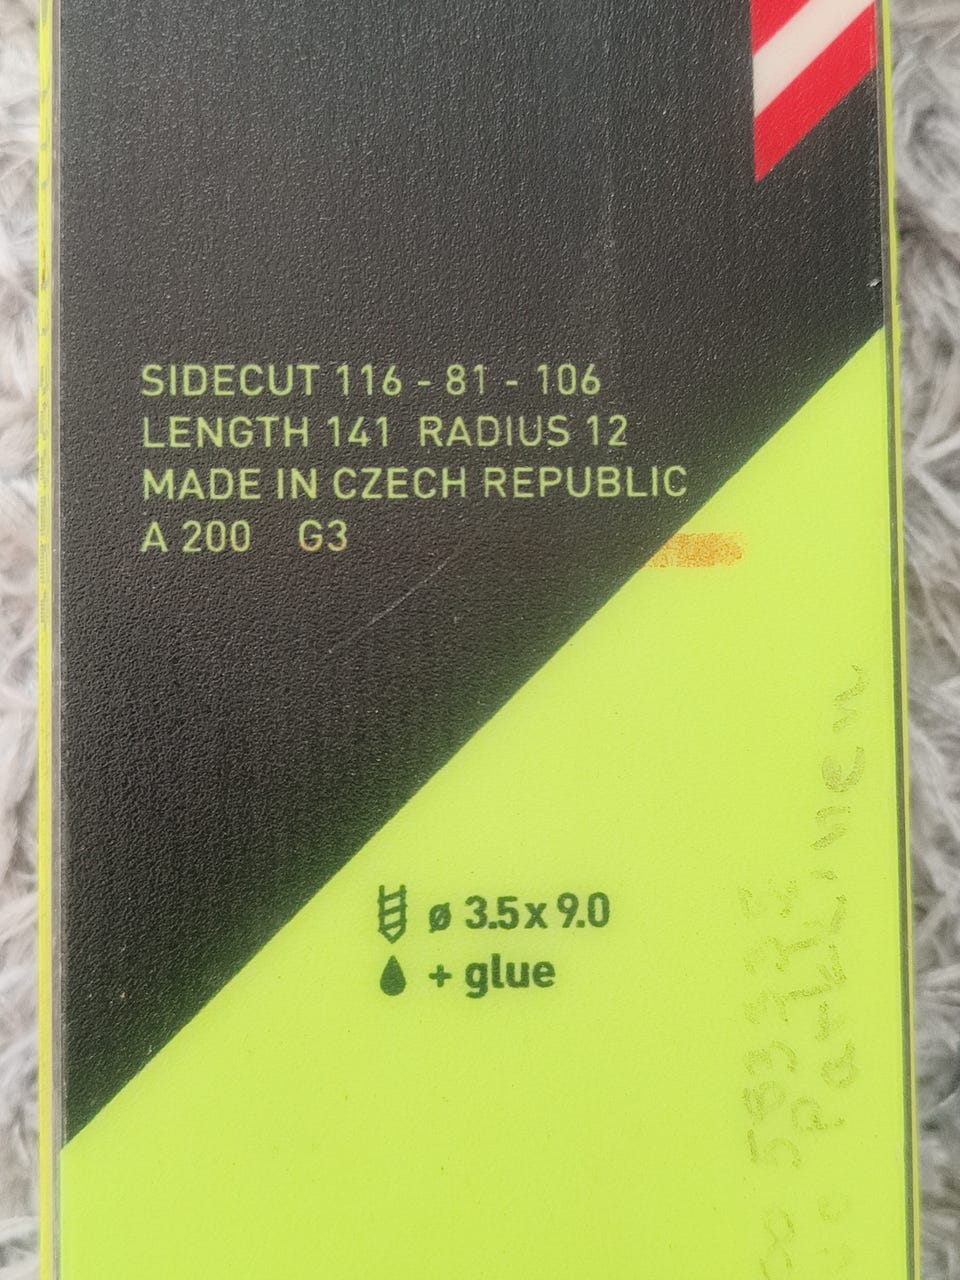 SIDECUT 116 - 81 - 106
LENGTH 141 RADIUS 12
MADE IN CZECH REPUBLIC
A 200 G3
ø 3.5 x 9.0
+ glue